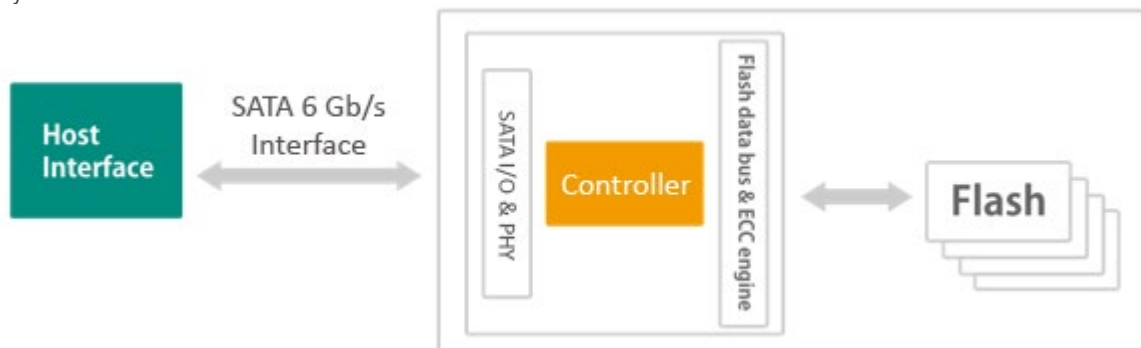 Host
Interface
SATA 6 Gb/s
Interface
SATA I/O & PHY
Controller
Flash data bus & ECC engine
Flash